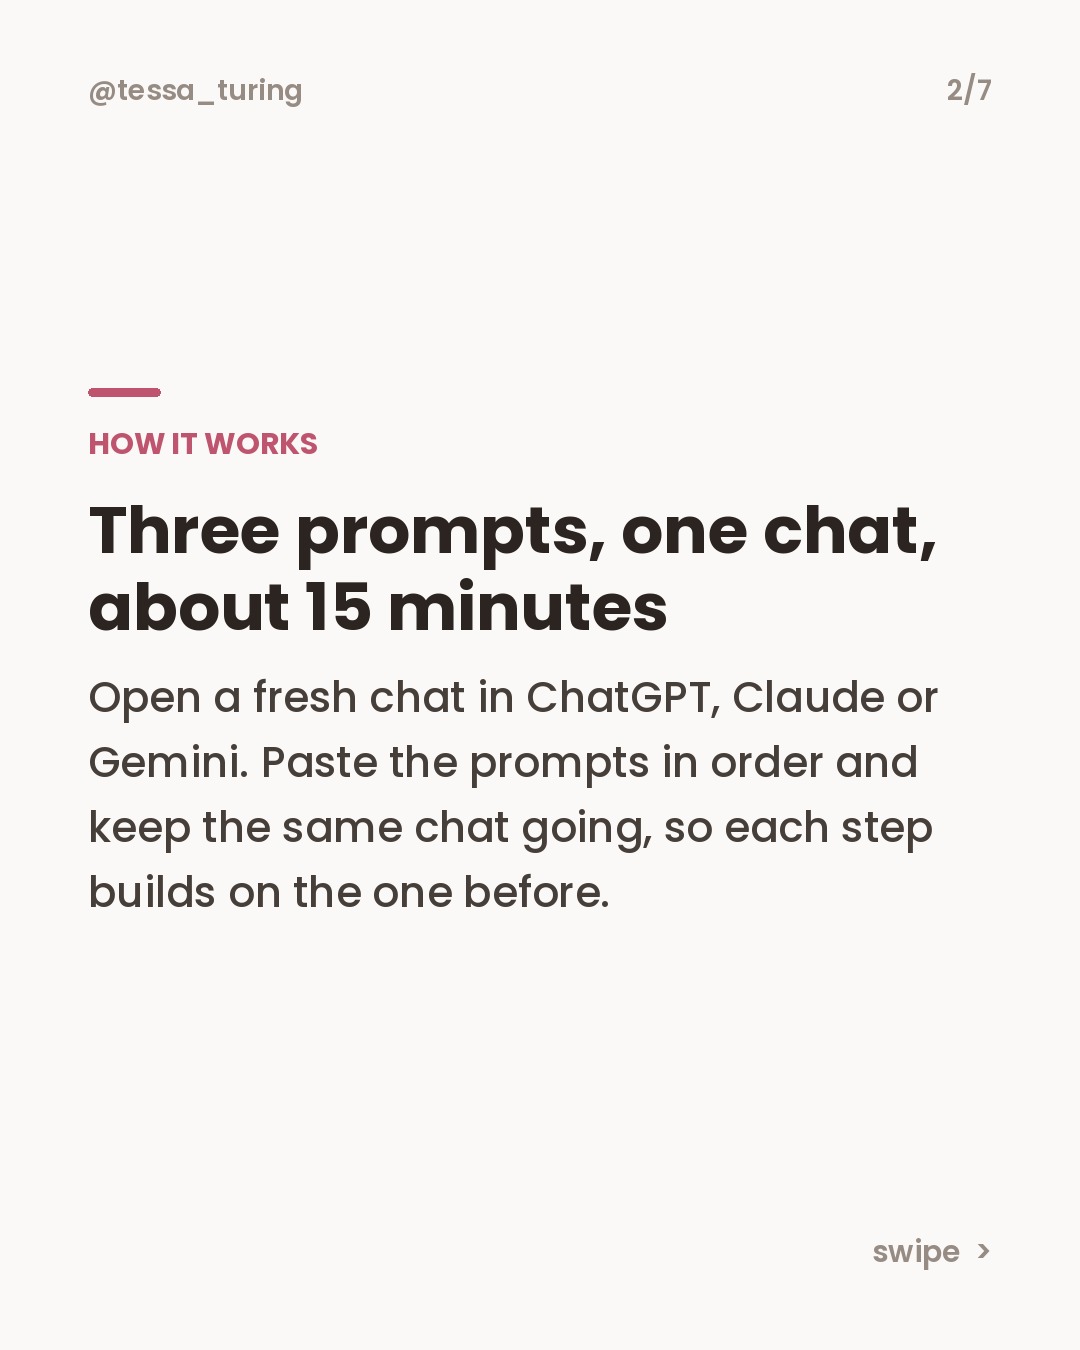 @tessa_turing
2/7
HOW IT WORKS
Three prompts, one chat,
about 15 minutes
Open a fresh chat in ChatGPT, Claude or
Gemini. Paste the prompts in order and
keep the same chat going, so each step
builds on the one before.
swipe >